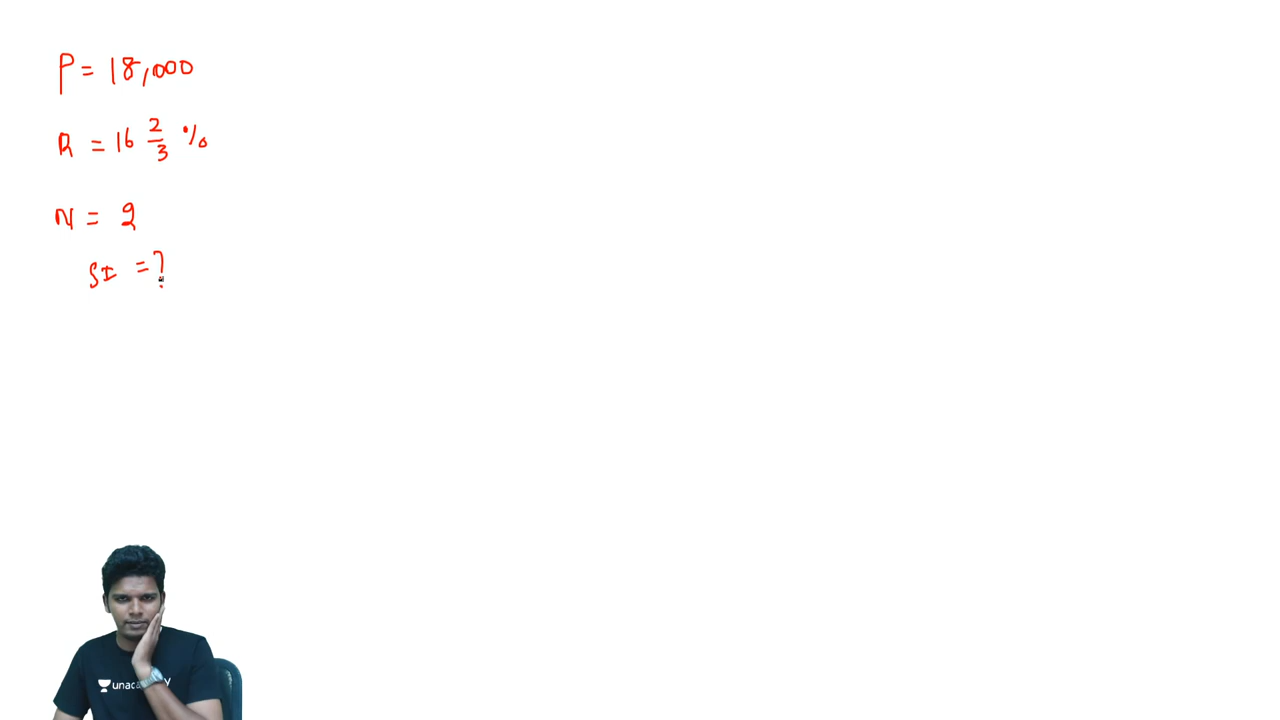 P = 18,000
R = 16 2/3 %
N = 2
SI = ?
unacademy